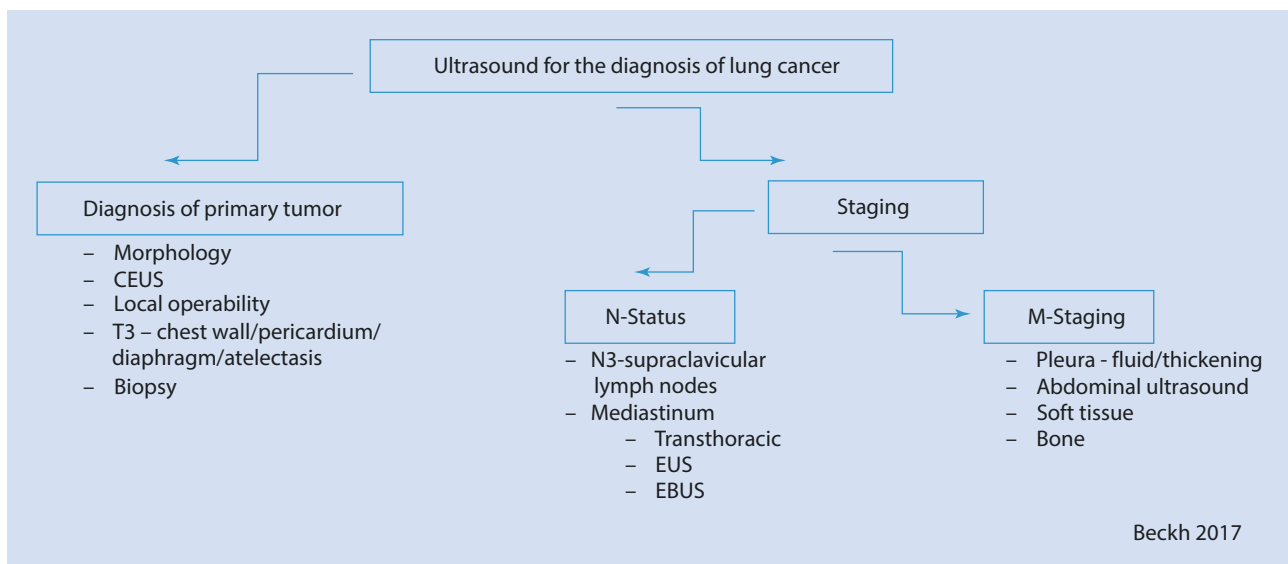 Ultrasound for the diagnosis of lung cancer
Diagnosis of primary tumor
– Morphology
– CEUS
– Local operability
– T3 – chest wall/pericardium/
diaphragm/atelectasis
– Biopsy
Staging
N-Status
– N3-supraclavicular
lymph nodes
– Mediastinum
– Transthoracic
– EUS
– EBUS
M-Staging
– Pleura - fluid/thickening
– Abdominal ultrasound
– Soft tissue
– Bone
Beckh 2017